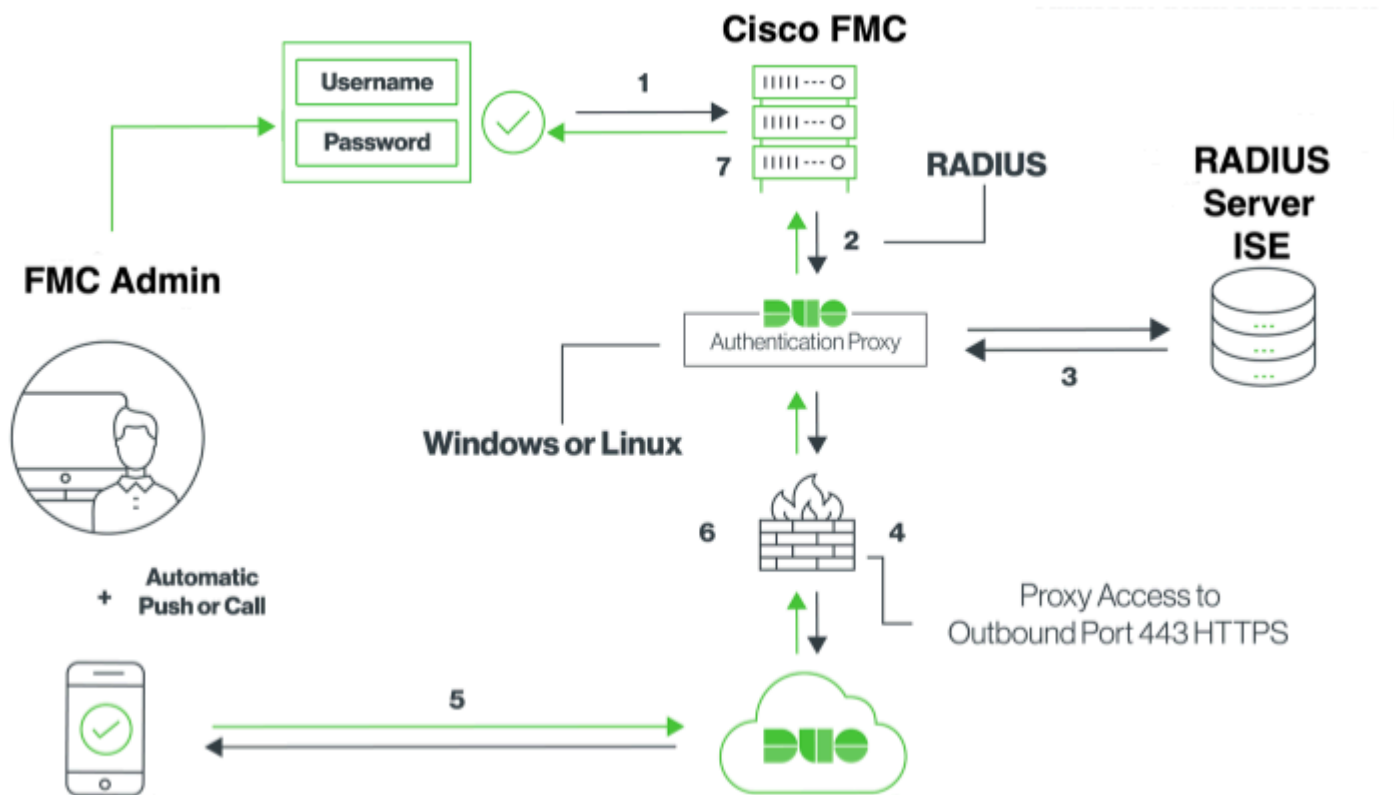 Cisco FMC
Username
Password
1
7
RADIUS
2
RADIUS
Server
ISE
FMC Admin
DUO
Authentication Proxy
3
Windows or Linux
6
4
Automatic
+ Push or Call
Proxy Access to
Outbound Port 443 HTTPS
5
DUO